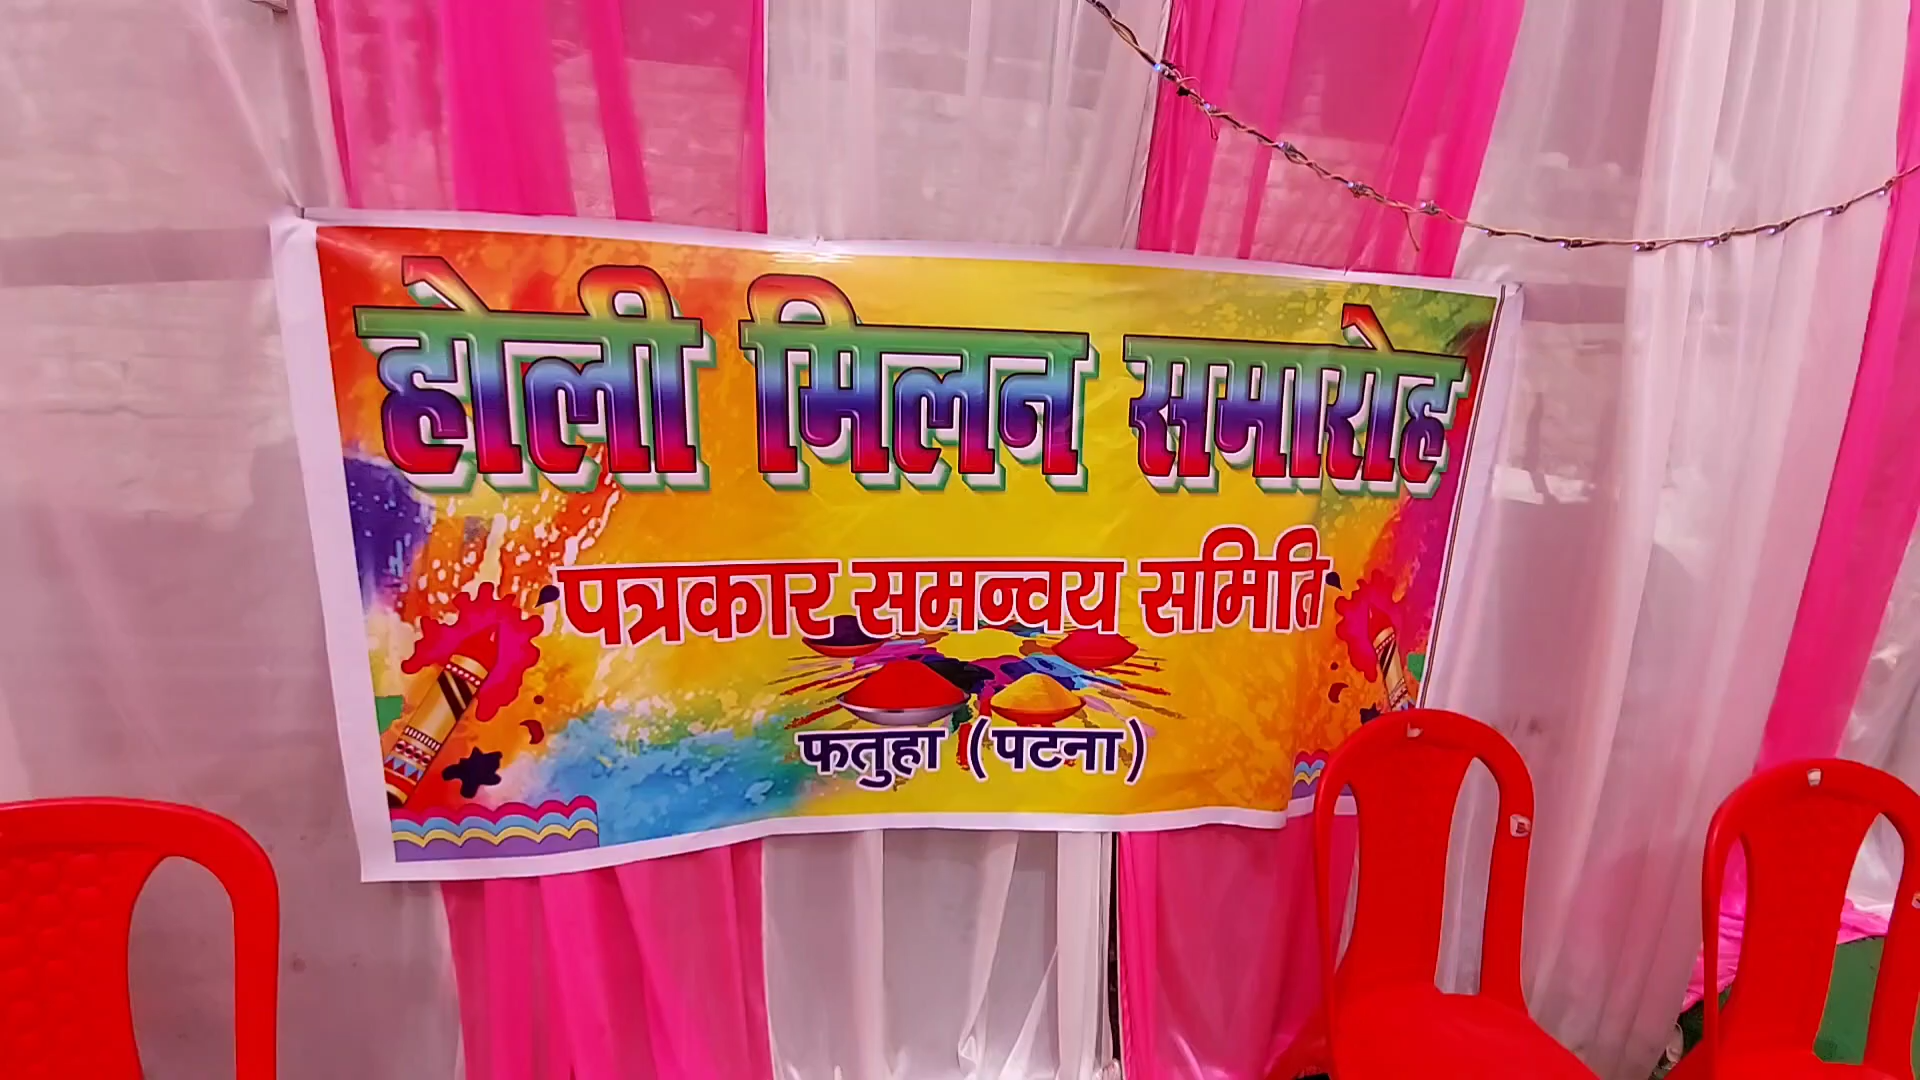 होली मिलन समारोह
पत्रकार समन्वय समिति
फतुहा (पटना)